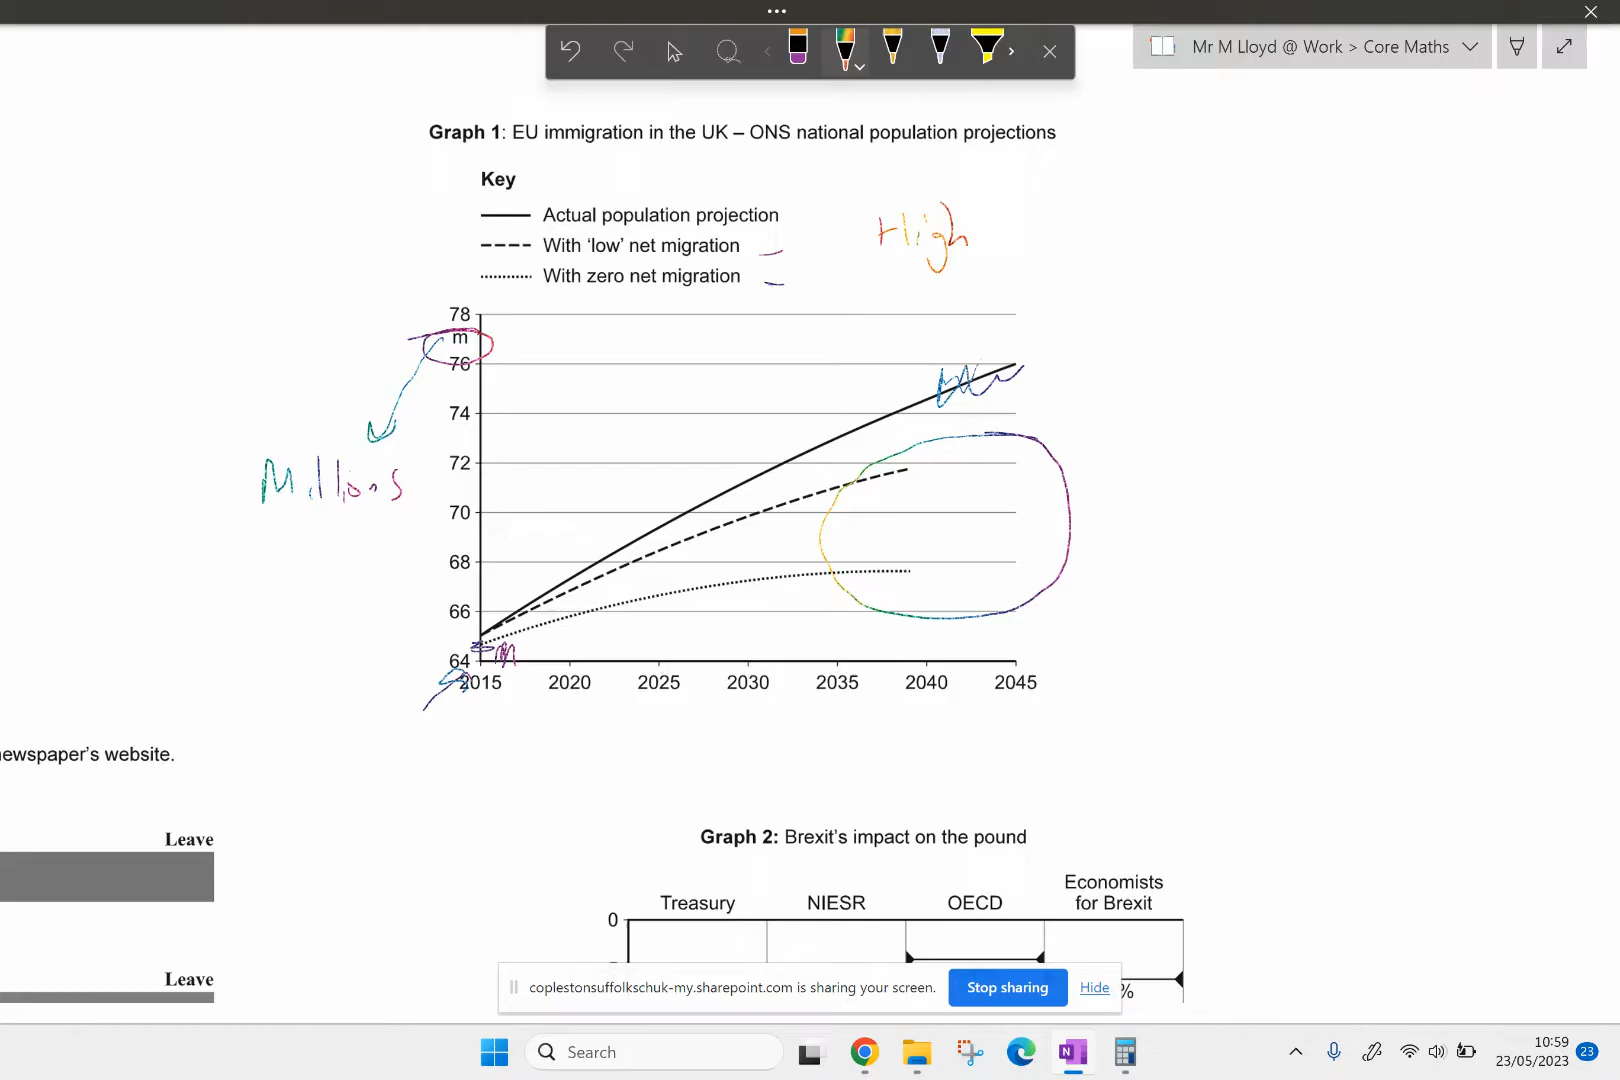 Mr M Lloyd @ Work > Core Maths
Graph 1: EU immigration in the UK – ONS national population projections
Key
Actual population projection
With ‘low’ net migration
With zero net migration
High
78
m
76
74
72
70
68
66
64
Millions
2015 2020 2025 2030 2035 2040 2045
ewspaper’s website.
Leave
Leave
Graph 2: Brexit’s impact on the pound
Treasury NIESR OECD Economists for Brexit
0
%
coplestonsuffolkschuk-my.sharepoint.com is sharing your screen. Stop sharing Hide
Search
10:59
23/05/2023
23